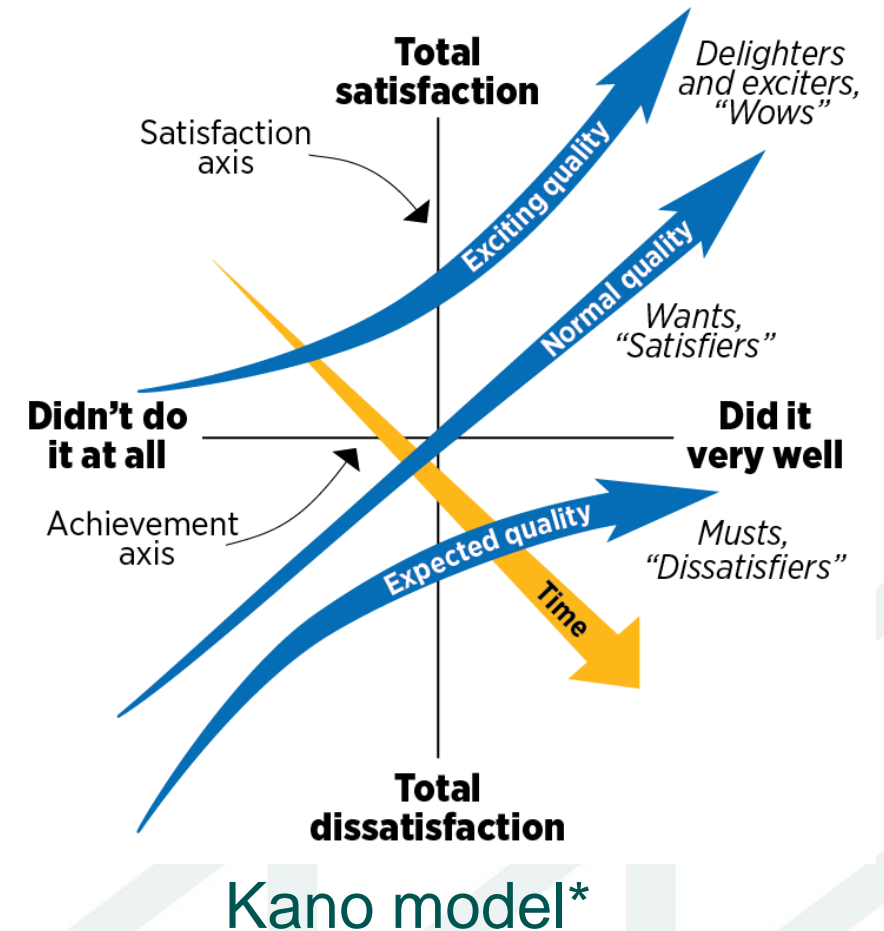 Total
satisfaction
Delighters
and exciters,
“Wows”
Satisfaction
axis
Exciting quality
Normal quality
Wants,
“Satisfiers”
Didn’t do
it at all
Did it
very well
Achievement
axis
Expected quality
Musts,
“Dissatisfiers”
Time
Total
dissatisfaction
Kano model*